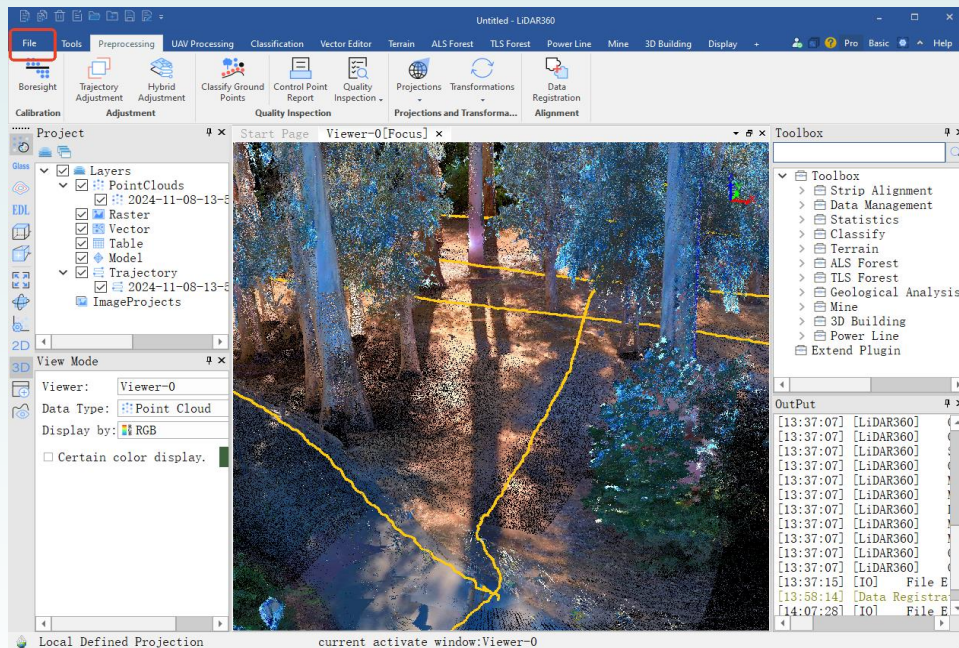 Untitled - LiDAR360
File Tools Preprocessing UAV Processing Classification Vector Editor Terrain ALS Forest TLS Forest Power Line Mine 3D Building Display + Pro Basic Help
Boresight
Trajectory Adjustment
Hybrid Adjustment
Classify Ground Points
Control Point Report
Quality Inspection
Projections
Transformations
Data Registration
Calibration Adjustment Quality Inspection Projections and Transforma... Alignment
Project
Layers
PointClouds
2024-11-08-13-5
Raster
Vector
Table
Model
Trajectory
2024-11-08-13-5
ImageProjects
Glass
EDL
2D
3D
View Mode
Viewer: Viewer-0
Data Type: Point Cloud
Display by: RGB
Certain color display.
Start Page Viewer-0[Focus] ×
Toolbox
Toolbox
Strip Alignment
Data Management
Statistics
Classify
Terrain
ALS Forest
TLS Forest
Geological Analysis
Mine
3D Building
Power Line
Extend Plugin
OutPut
[13:37:07] [LiDAR360]
[13:37:07] [LiDAR360]
[13:37:07] [LiDAR360]
[13:37:07] [LiDAR360]
[13:37:07] [LiDAR360]
[13:37:07] [LiDAR360]
[13:37:07] [LiDAR360]
[13:37:07] [LiDAR360]
[13:37:07] [LiDAR360]
[13:37:07] [LiDAR360]
[13:37:07] [LiDAR360]
[13:37:15] [IO] File E
[13:58:14] [Data Registra
[14:07:28] [IO] File E
Local Defined Projection current activate window:Viewer-0